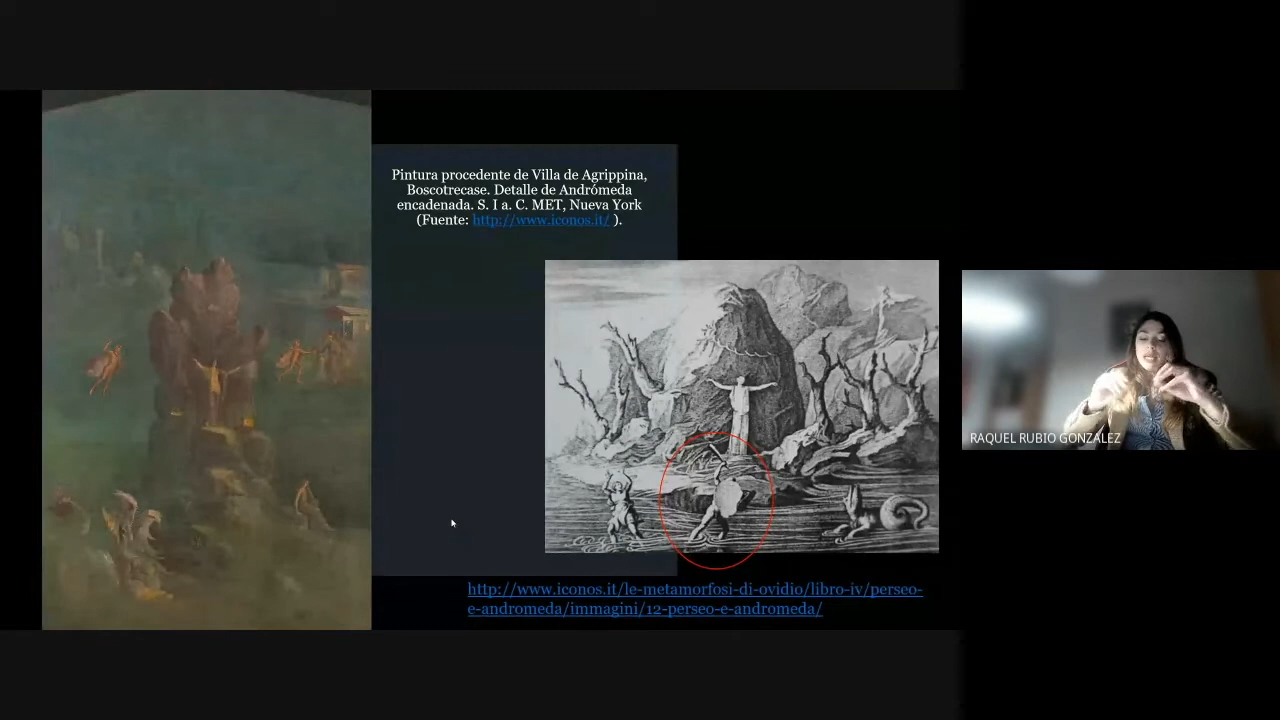 Pintura procedente de Villa de Agrippina,
Boscotrecase. Detalle de Andrómeda
encadenada. S. I a. C. MET, Nueva York
(Fuente: http://www.iconos.it/ ).
http://www.iconos.it/le-metamorfosi-di-ovidio/libro-iv/perseo-
e-andromeda/immagini/12-perseo-e-andromeda/
RAQUEL RUBIO GONZALEZ